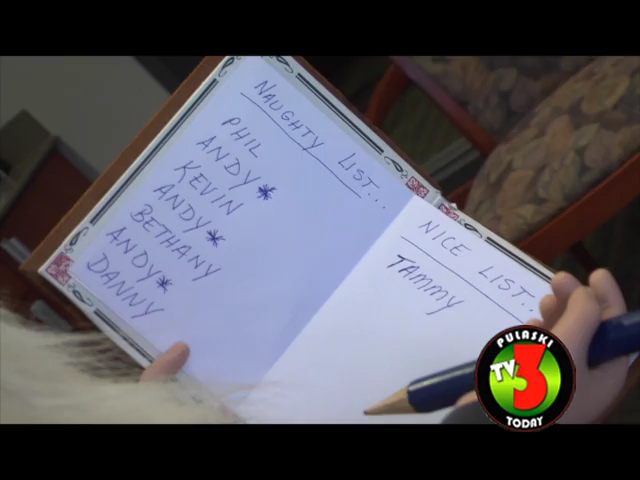 NAUGHTY LIST...
PHIL
ANDY*
KEVIN
ANDY*
BETHANY
ANDY*
DANNY
NICE LIST...
TAMMY
PULASKI
TV3
TODAY